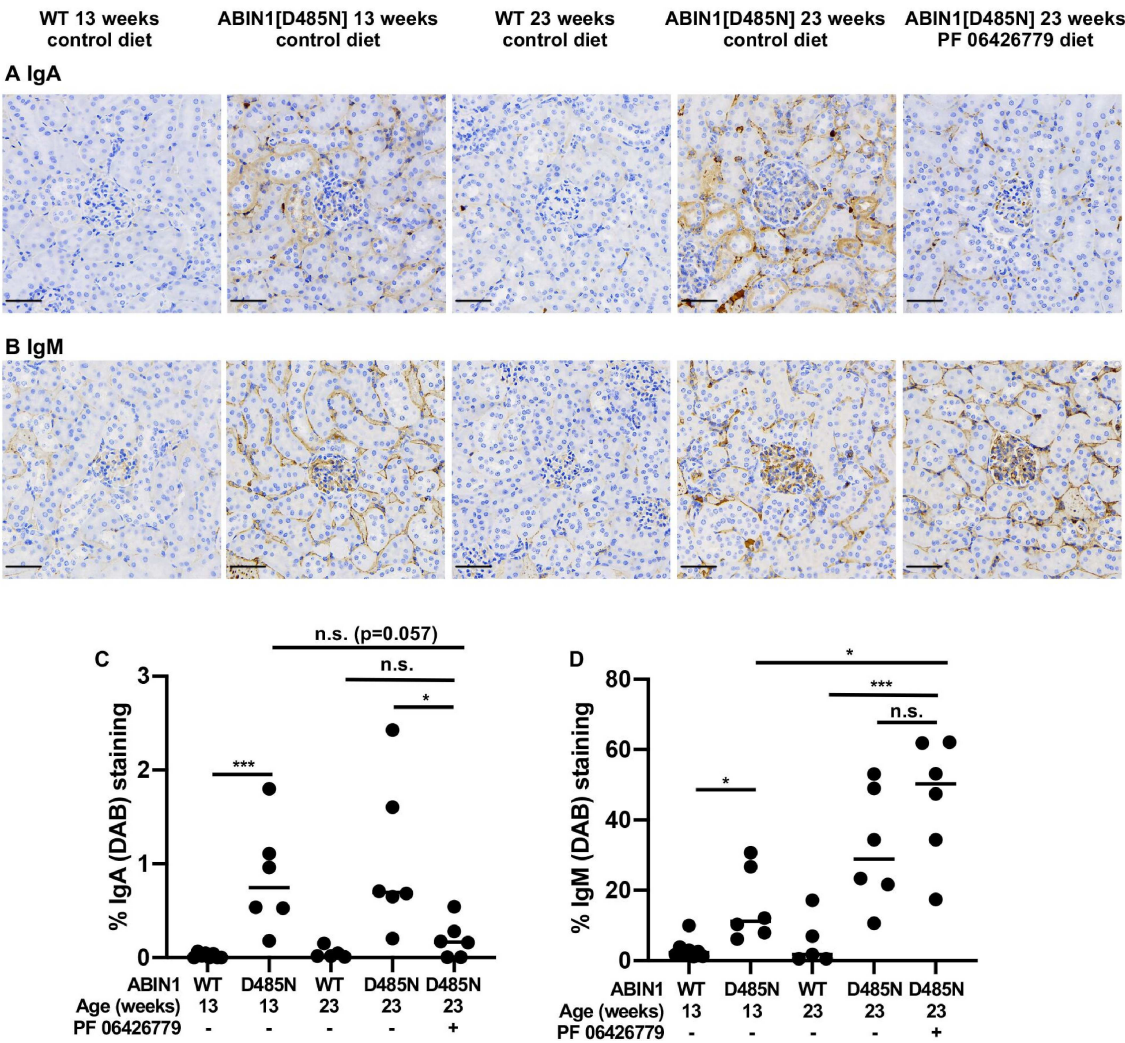 WT 13 weeks
control diet
ABIN1[D485N] 13 weeks
control diet
WT 23 weeks
control diet
ABIN1[D485N] 23 weeks
control diet
ABIN1[D485N] 23 weeks
PF 06426779 diet
A IgA
B IgM
C
n.s. (p=0.057)
n.s.
*
***
3
2
1
0
% IgA (DAB) staining
ABIN1 WT D485N WT D485N D485N
Age (weeks) 13 13 23 23 23
PF 06426779 - - - - +
D
*
***
n.s.
*
80
60
40
20
0
% IgM (DAB) staining
ABIN1 WT D485N WT D485N D485N
Age (weeks) 13 13 23 23 23
PF 06426779 - - - - +